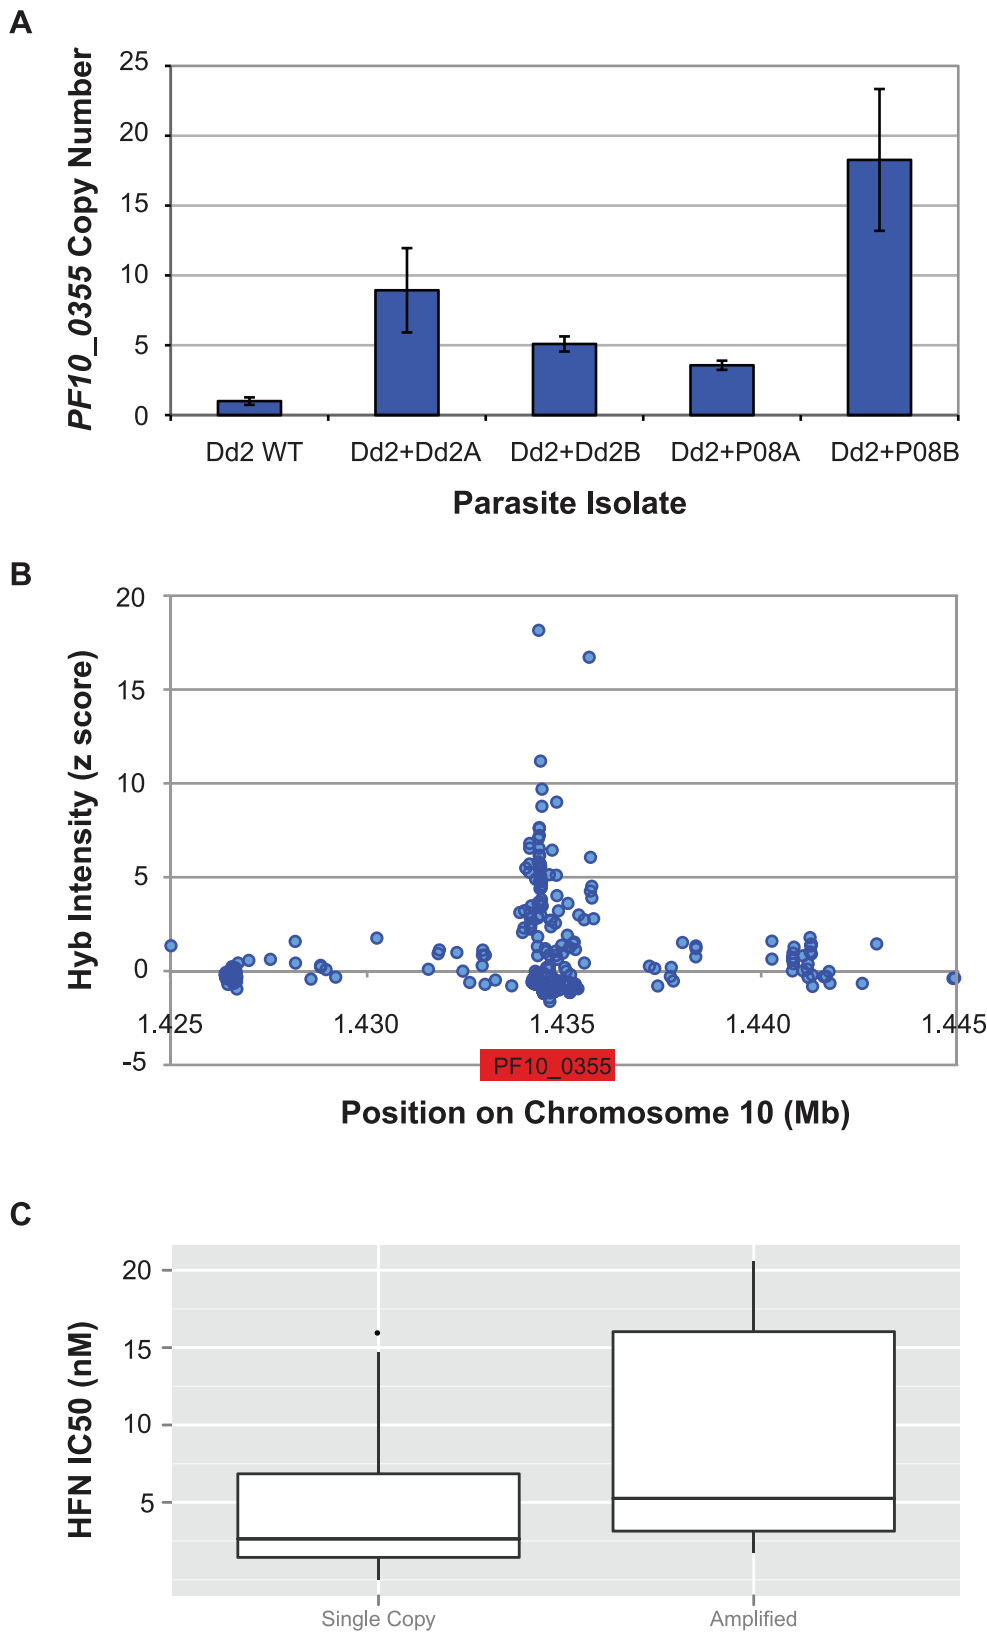 A
PF10_0355 Copy Number
25
20
15
10
5
0
Dd2 WT
Dd2+Dd2A
Dd2+Dd2B
Dd2+P08A
Dd2+P08B
Parasite Isolate
B
Hyb Intensity (z score)
20
15
10
5
0
-5
1.425
1.430
1.435
1.440
1.445
PF10_0355
Position on Chromosome 10 (Mb)
C
HFN IC50 (nM)
20
15
10
5
Single Copy
Amplified